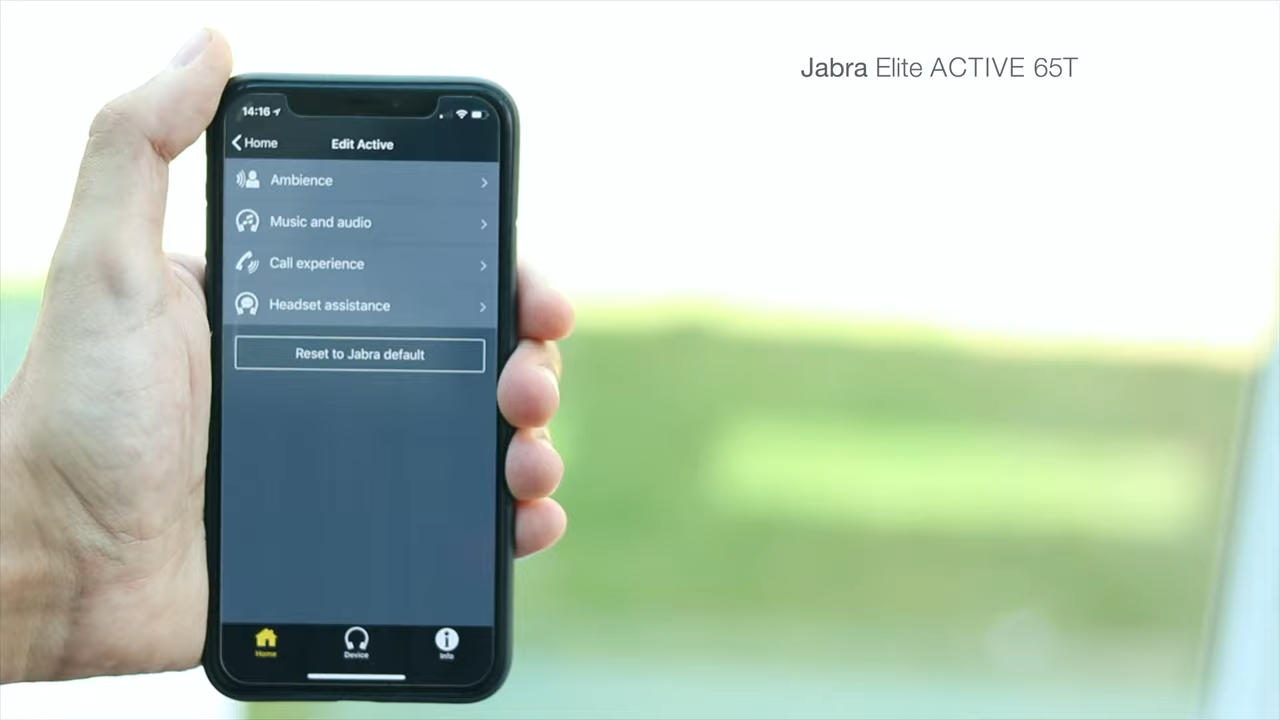 Jabra Elite ACTIVE 65T
14:16
Home
Edit Active
Ambience
Music and audio
Call experience
Headset assistance
Reset to Jabra default
Home
Device
Info